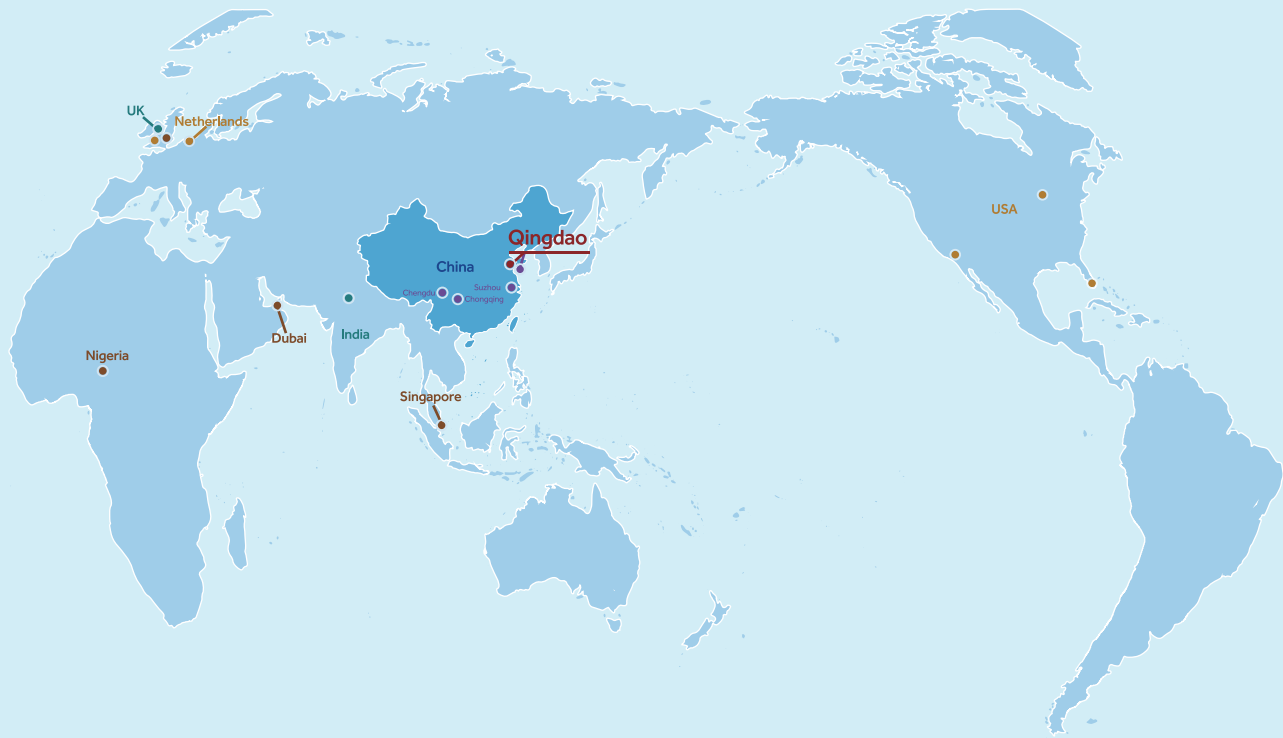 UK
Netherlands
USA
Qingdao
China
Suzhou
Chengdu
Chongqing
India
Dubai
Nigeria
Singapore